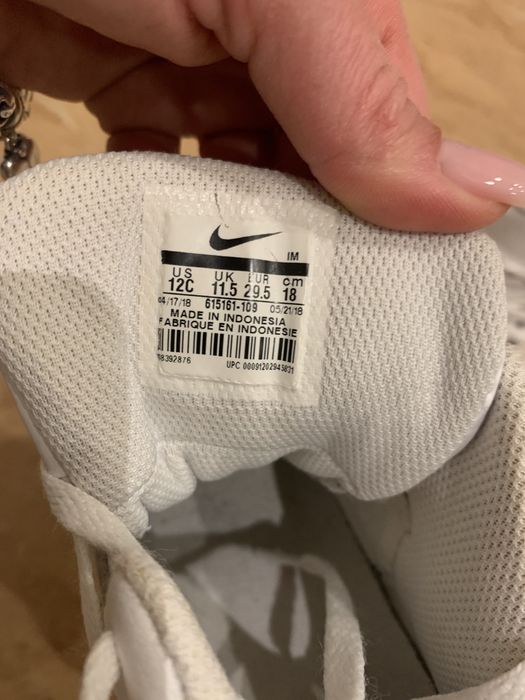 IM
US UK EUR cm
12C 11.5 29.5 18
04/17/18 615161-109 05/21/18
MADE IN INDONESIA
FABRIQUE EN INDONESIE
UPC 00091202945831